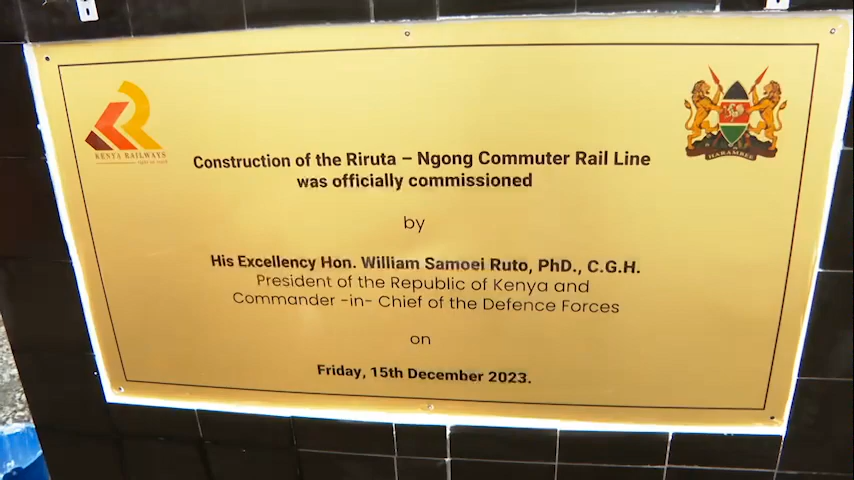 KENYA RAILWAYS
HARAMBEE
Construction of the Riruta – Ngong Commuter Rail Line
was officially commissioned
by
His Excellency Hon. William Samoei Ruto, PhD., C.G.H.
President of the Republic of Kenya and
Commander -in- Chief of the Defence Forces
on
Friday, 15th December 2023.